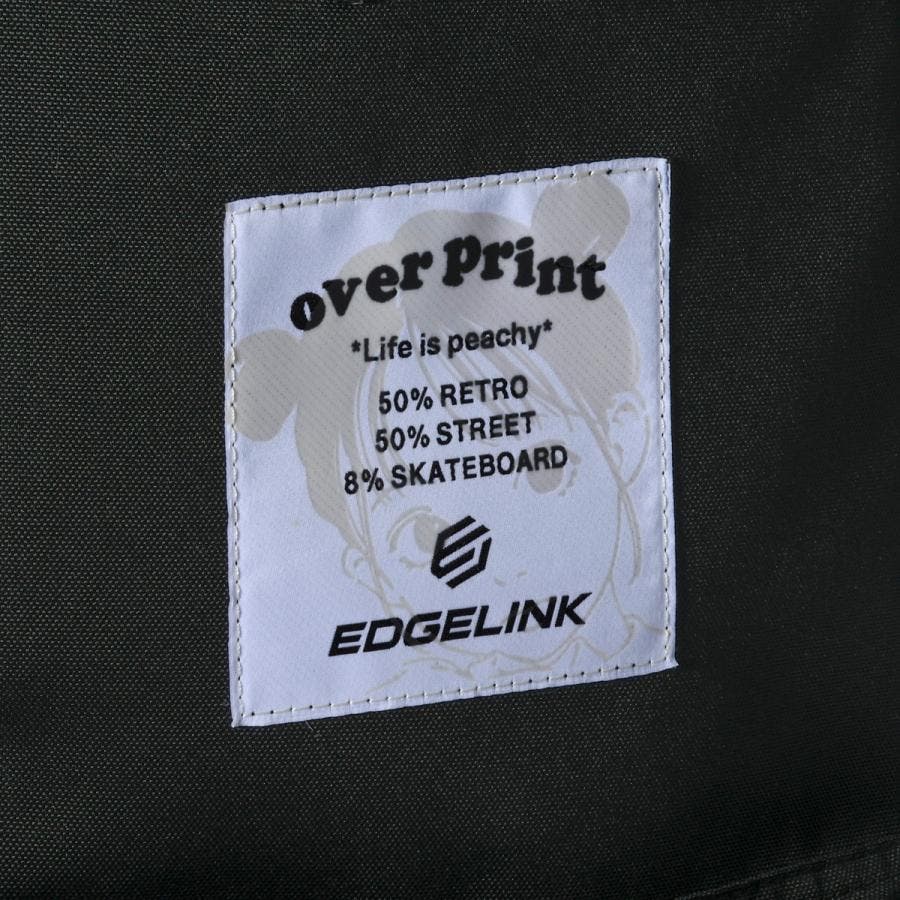 over print
*Life is peachy*
50% RETRO
50% STREET
8% SKATEBOARD
EDGELINK